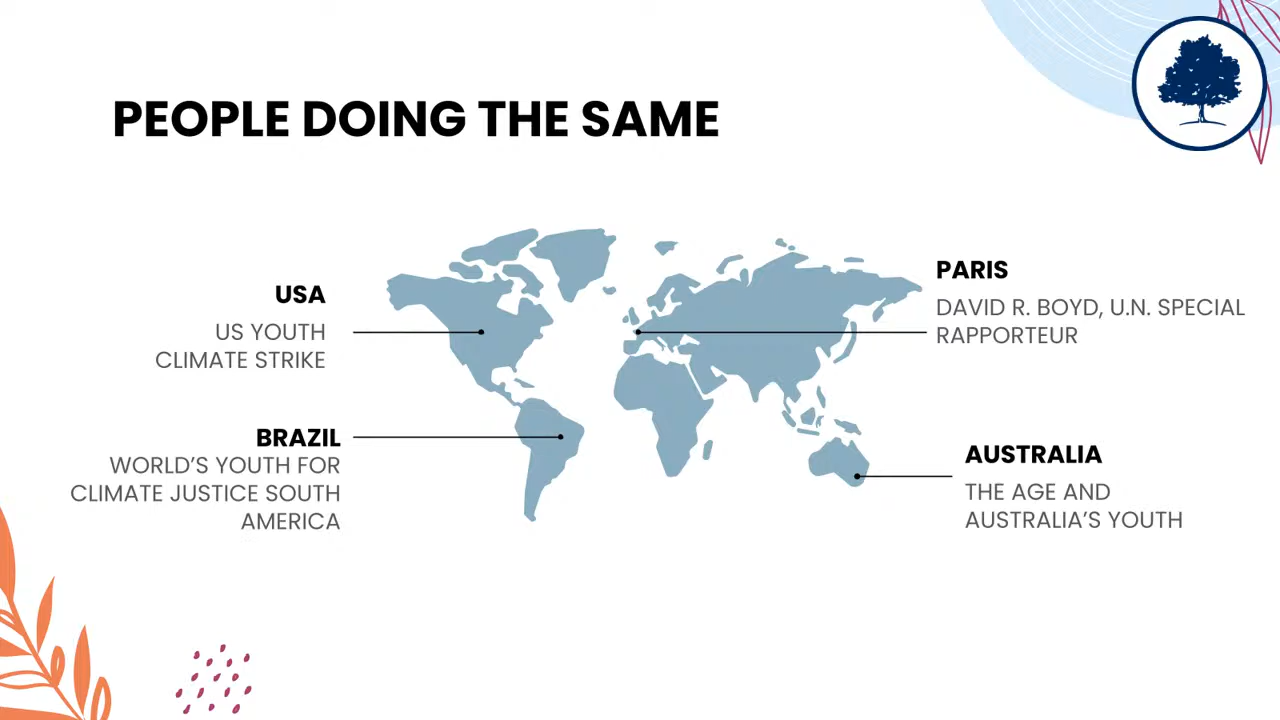 PEOPLE DOING THE SAME
USA
US YOUTH
CLIMATE STRIKE
BRAZIL
WORLD’S YOUTH FOR
CLIMATE JUSTICE SOUTH
AMERICA
PARIS
DAVID R. BOYD, U.N. SPECIAL
RAPPORTEUR
AUSTRALIA
THE AGE AND
AUSTRALIA’S YOUTH